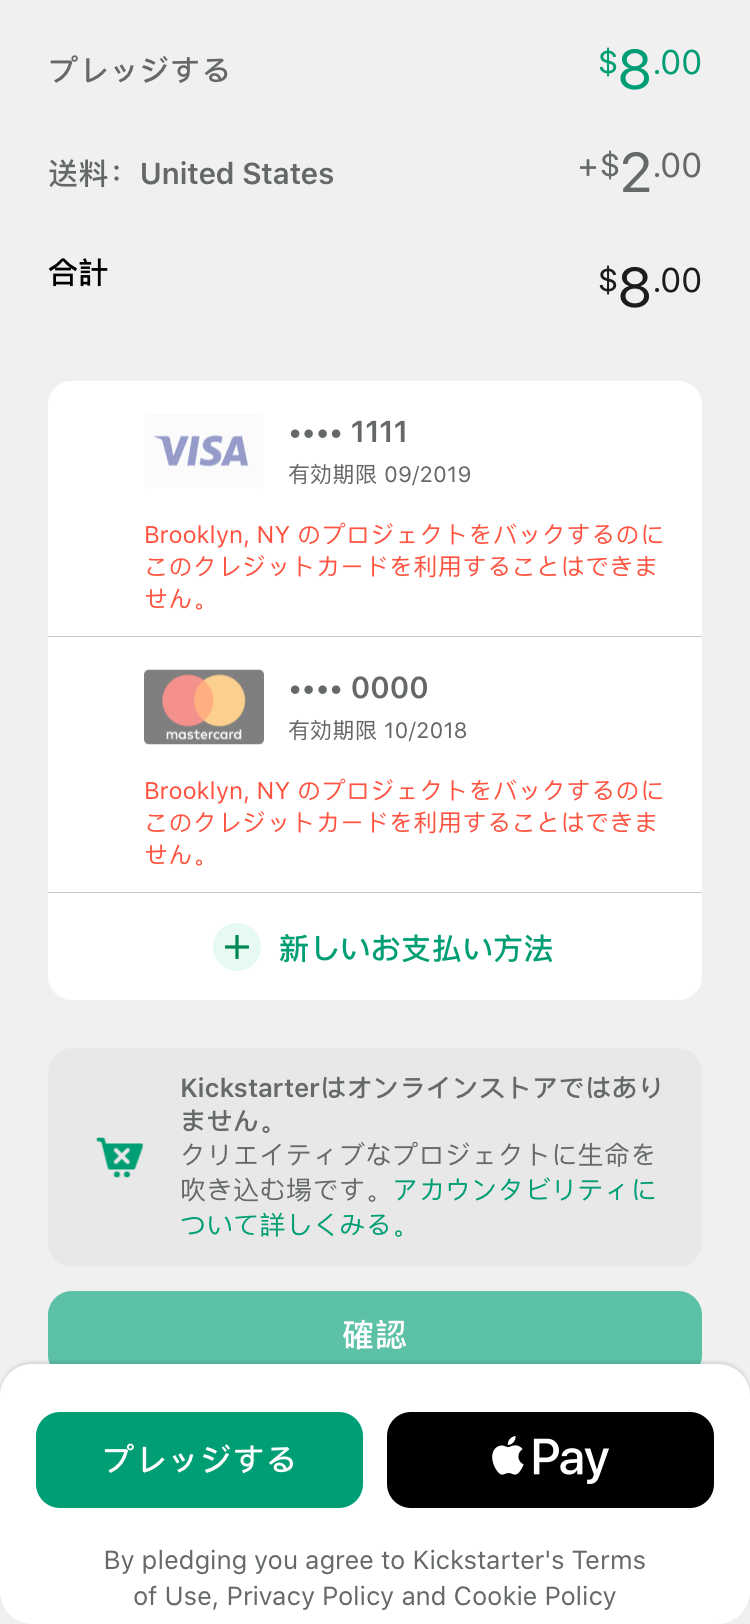 プレッジする $8.00
送料: United States +$2.00
合計 $8.00
VISA •••• 1111
有効期限 09/2019
Brooklyn, NY のプロジェクトをバックするのに
このクレジットカードを利用することはできま
せん。
mastercard •••• 0000
有効期限 10/2018
Brooklyn, NY のプロジェクトをバックするのに
このクレジットカードを利用することはできま
せん。
+ 新しいお支払い方法
Kickstarterはオンラインストアではあり
ません。
クリエイティブなプロジェクトに生命を
吹き込む場です。アカウンタビリティに
ついて詳しくみる。
確認
プレッジする Pay
By pledging you agree to Kickstarter's Terms
of Use, Privacy Policy and Cookie Policy